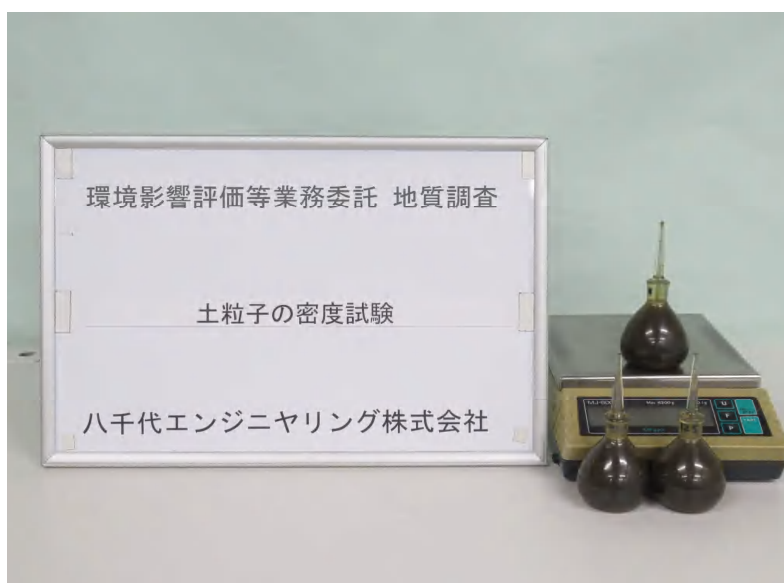 環境影響評価等業務委託 地質調査
土粒子の密度試験
八千代エンジニヤリング株式会社